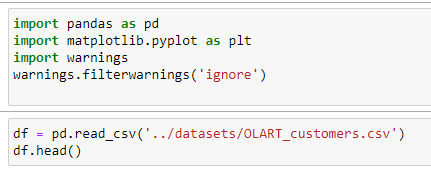 import pandas as pd
import matplotlib.pyplot as plt
import warnings
warnings.filterwarnings('ignore')
df = pd.read_csv('../datasets/OLART_customers.csv')
df.head()